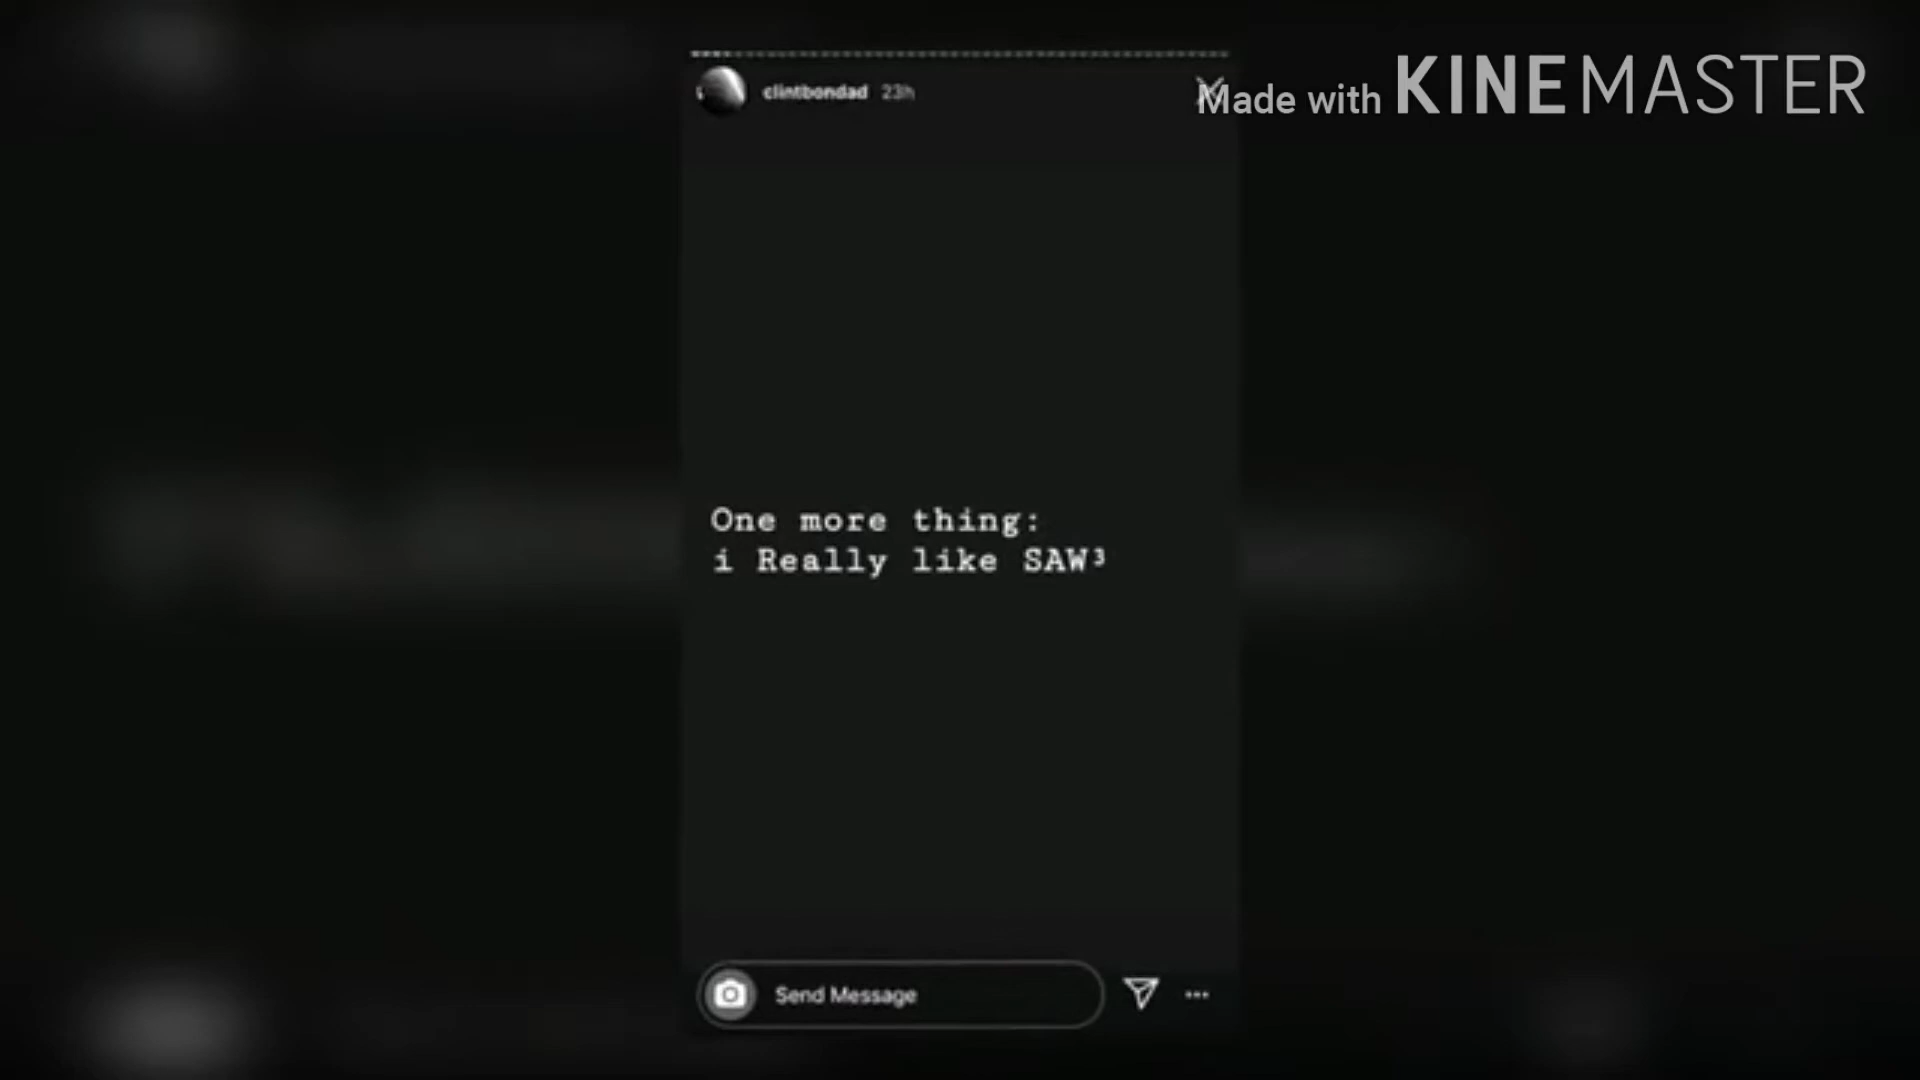 clintbondad 23h
Made with KINEMASTER
One more thing:
i Really like SAW³
Send Message